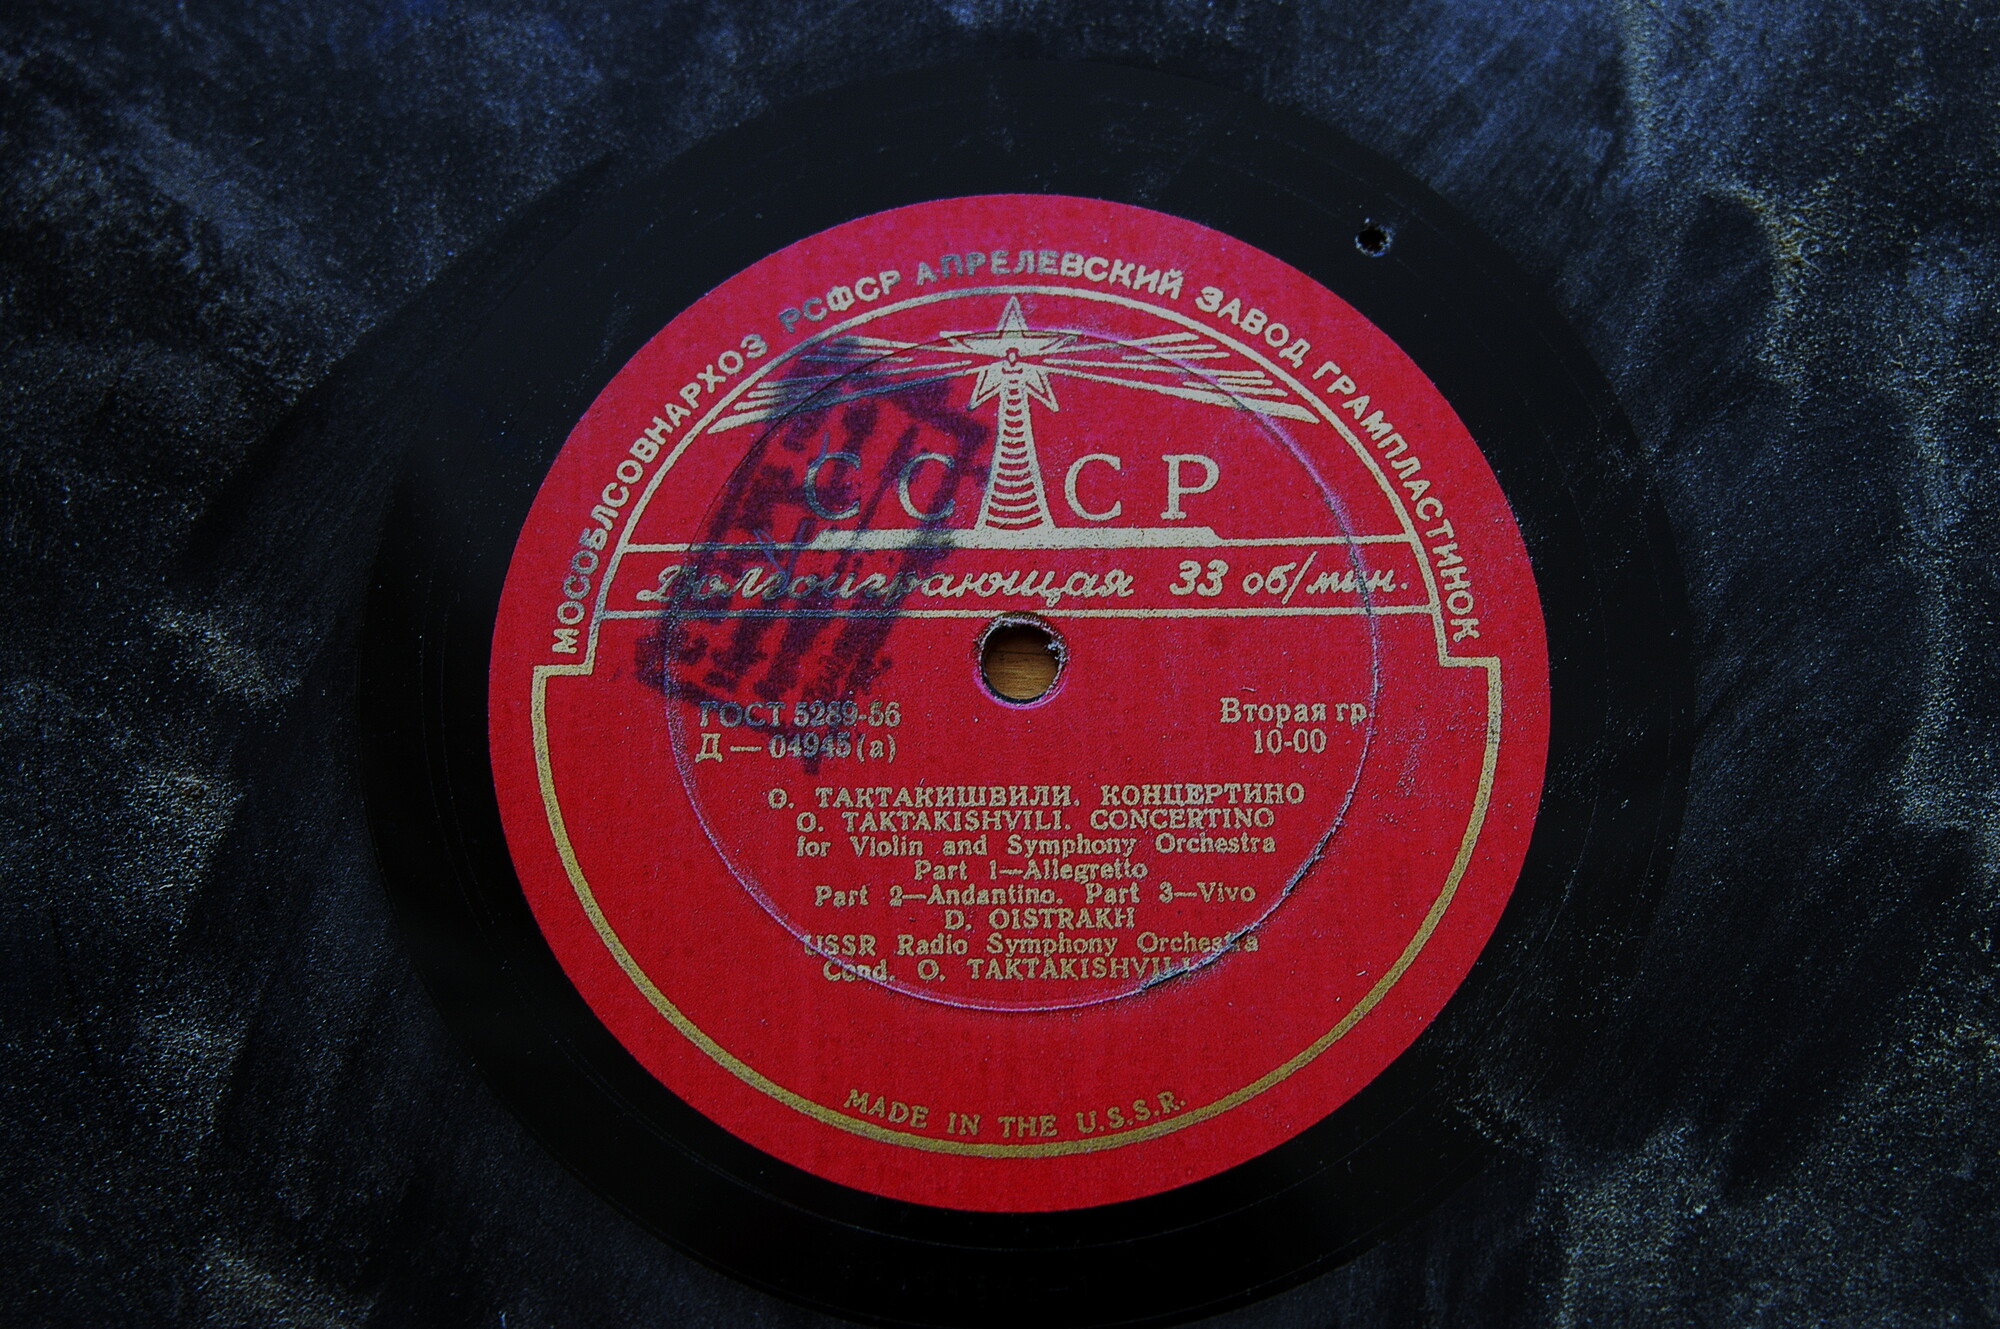 МОСОБЛСОВНАРХОЗ РСФСР АПРЕЛЕВСКИЙ ЗАВОД ГРАМПЛАСТИНОК
СССР
Долгоиграющая 33 об/мин.
ГОСТ 5289-56
Д — 04945(а)
Вторая гр.
10-00
О. ТАКТАКИШВИЛИ. КОНЦЕРТИНО
O. TAKTAKISHVILI. CONCERTINO
for Violin and Symphony Orchestra
Part 1—Allegretto
Part 2—Andantino. Part 3—Vivo
D. OISTRAKH
USSR Radio Symphony Orchestra
Cond. O. TAKTAKISHVILI
MADE IN THE U.S.S.R.